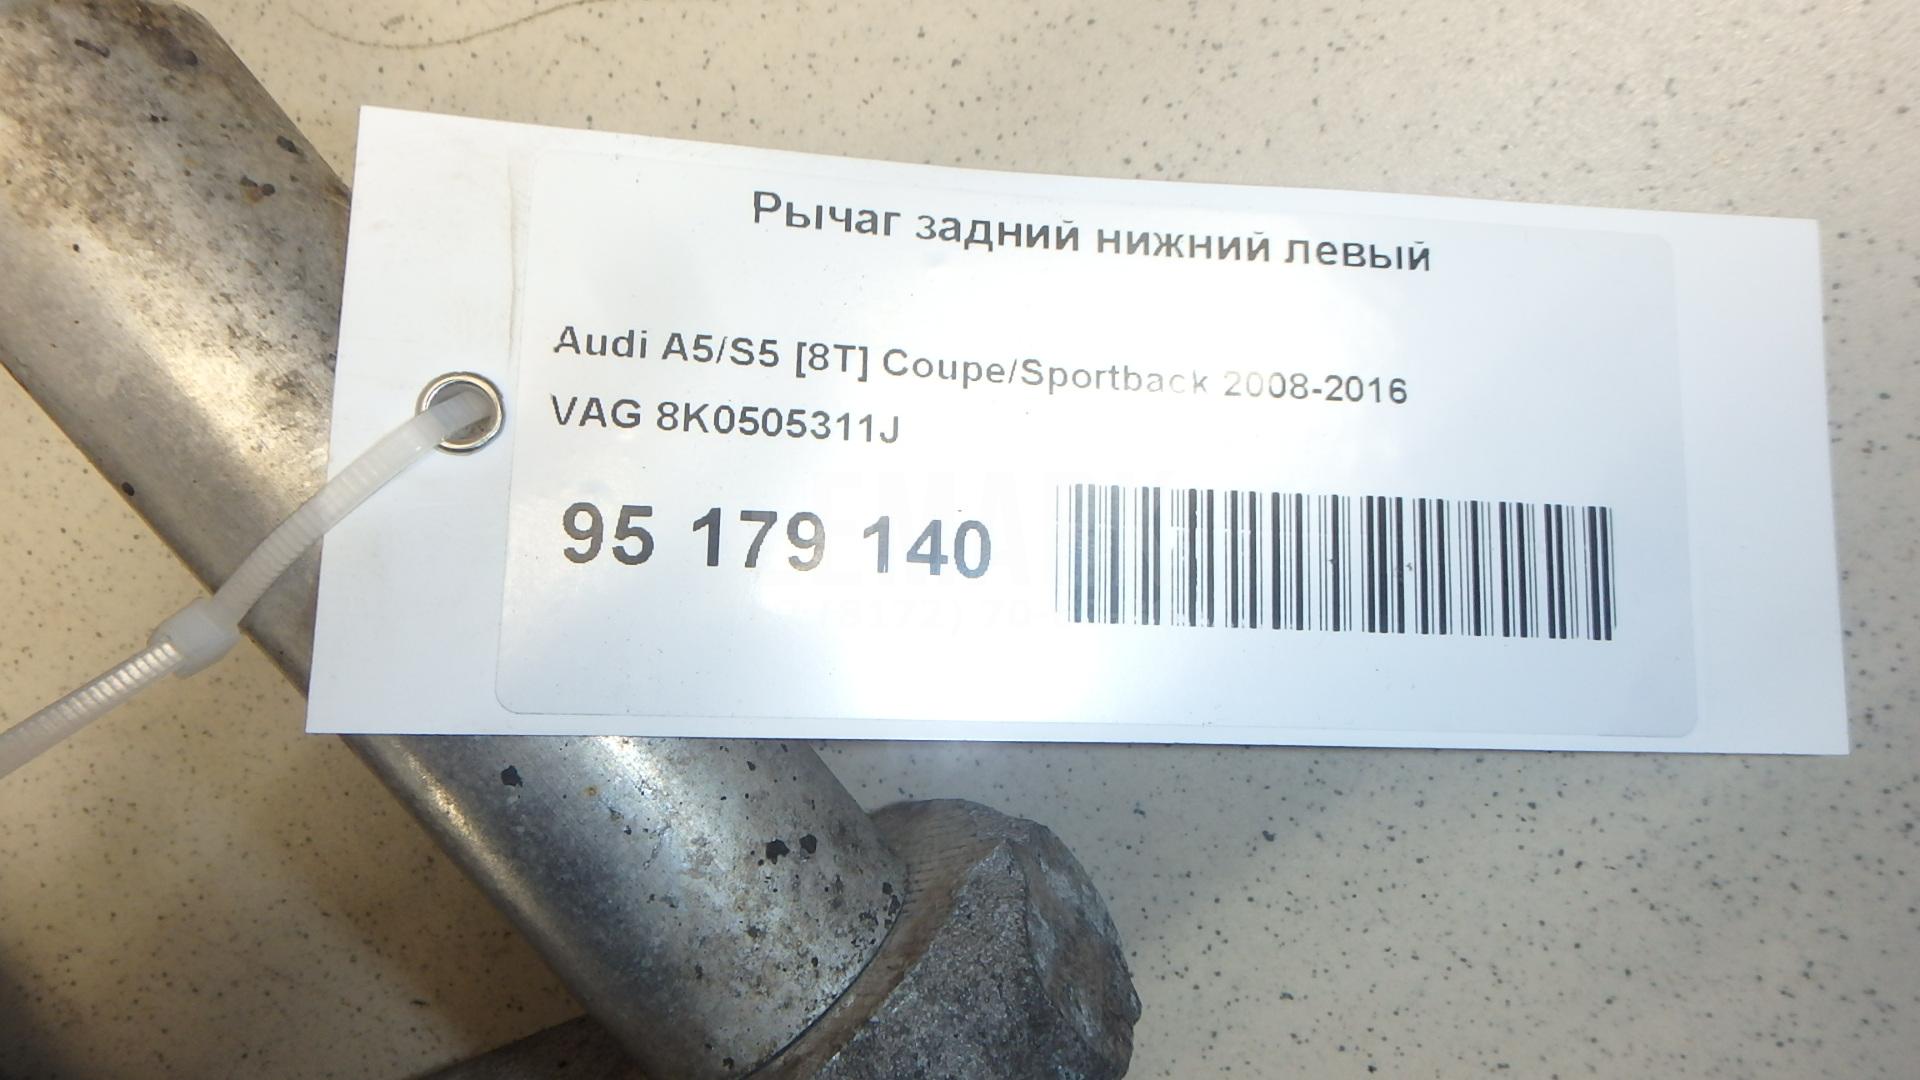 Рычаг задний нижний левый
Audi A5/S5 [8T] Coupe/Sportback 2008-2016
VAG 8K0505311J
95 179 140